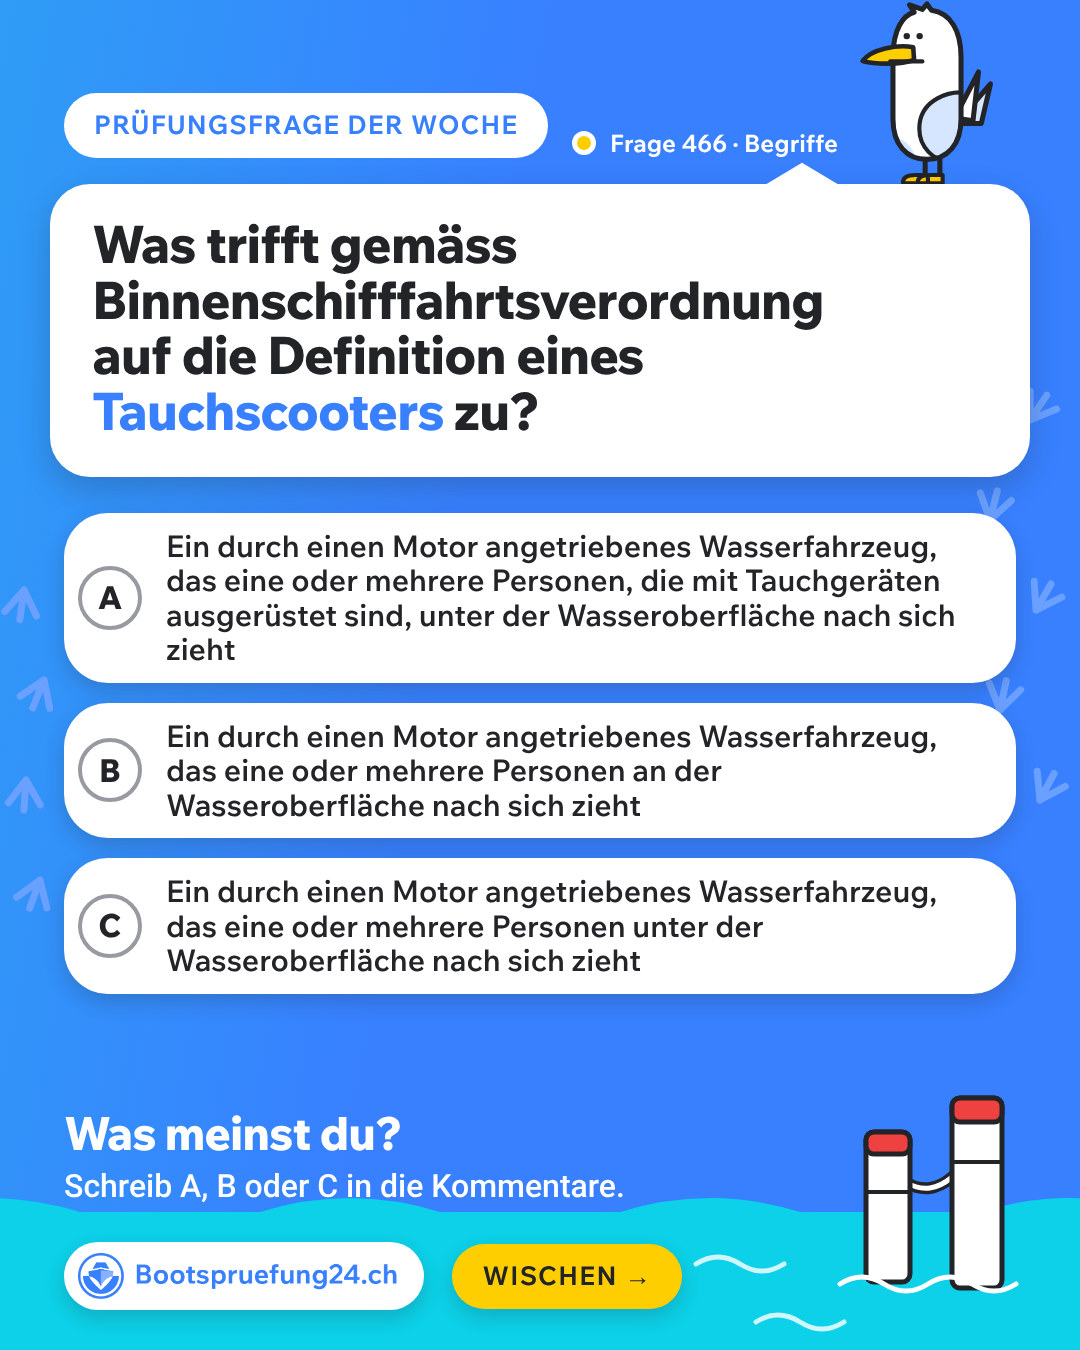 PRÜFUNGSFRAGE DER WOCHE
Frage 466 · Begriffe
Was trifft gemäss
Binnenschifffahrtsverordnung
auf die Definition eines
Tauchscooters zu?
A
Ein durch einen Motor angetriebenes Wasserfahrzeug,
das eine oder mehrere Personen, die mit Tauchgeräten
ausgerüstet sind, unter der Wasseroberfläche nach sich
zieht
B
Ein durch einen Motor angetriebenes Wasserfahrzeug,
das eine oder mehrere Personen an der
Wasseroberfläche nach sich zieht
C
Ein durch einen Motor angetriebenes Wasserfahrzeug,
das eine oder mehrere Personen unter der
Wasseroberfläche nach sich zieht
Was meinst du?
Schreib A, B oder C in die Kommentare.
Bootspruefung24.ch
WISCHEN →